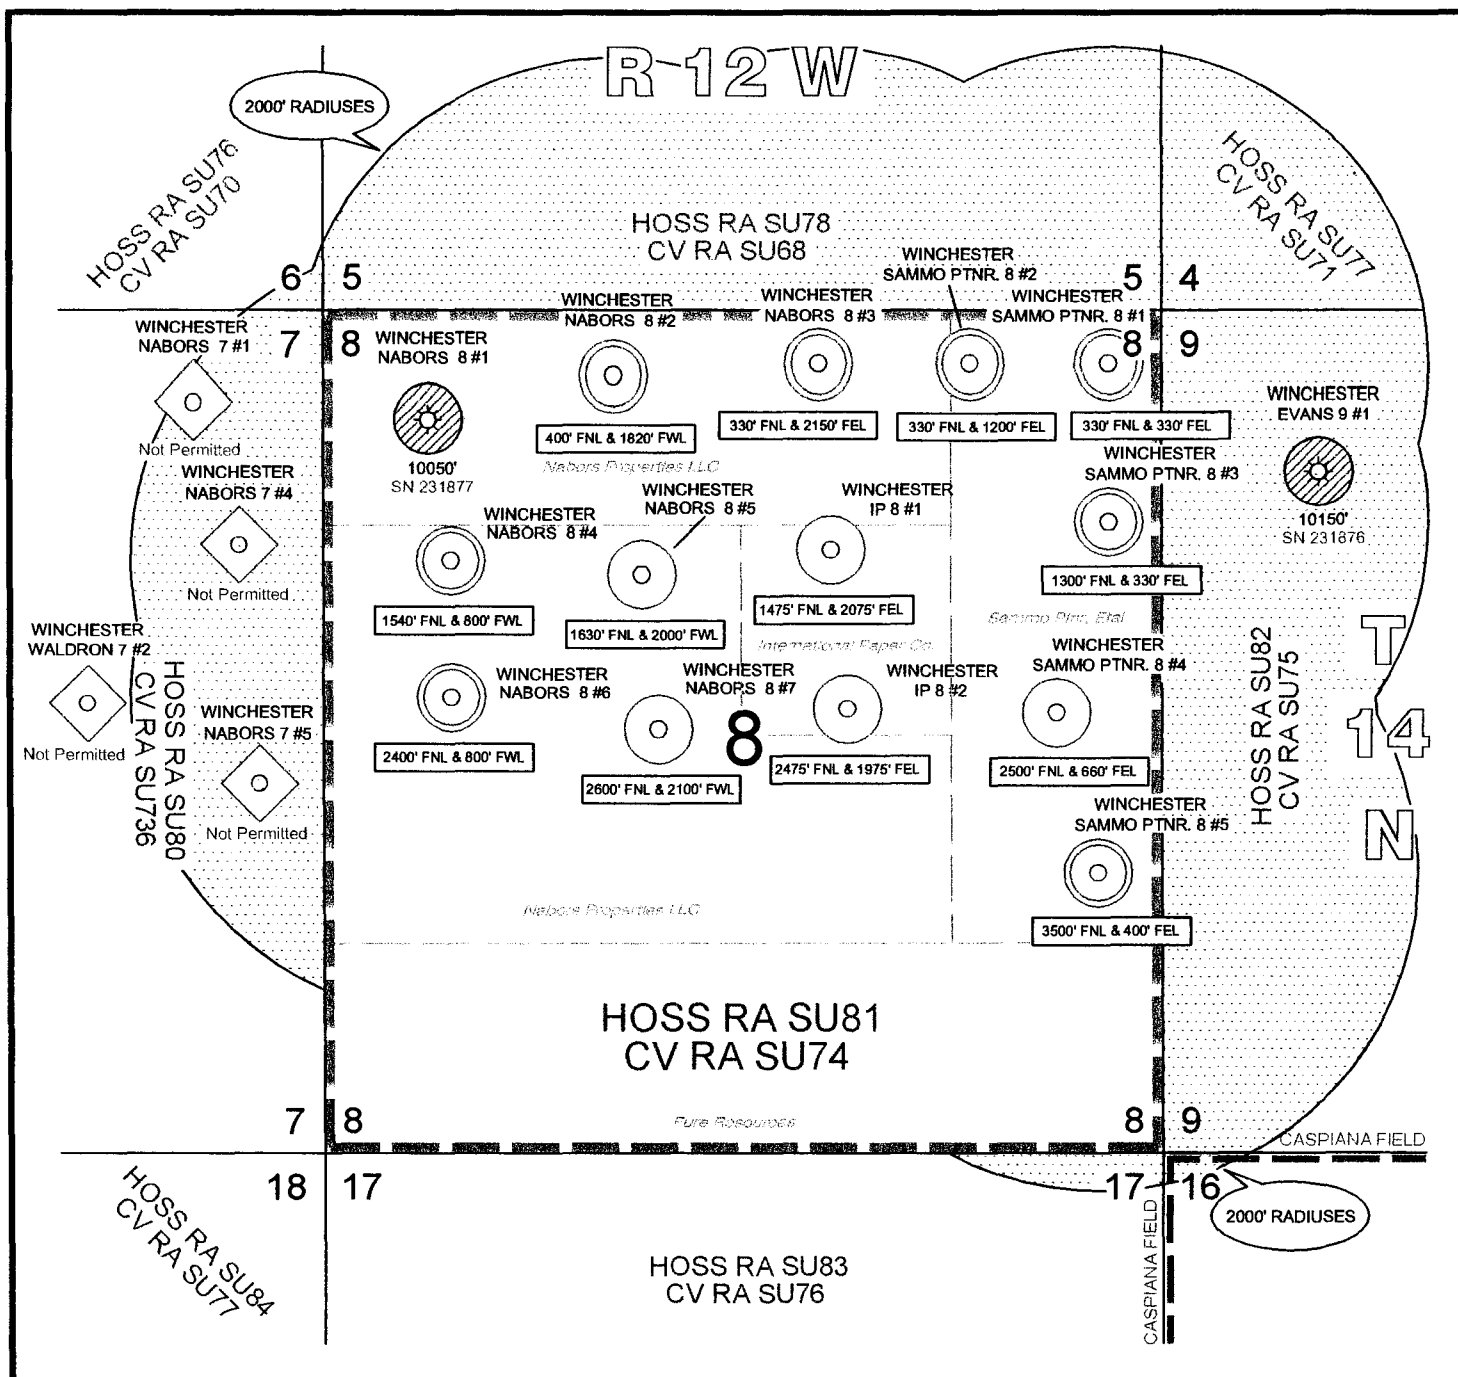 R 12 W
2000' RADIUSES
HOSS RA SU76
CV RA SU70
HOSS RA SU78
CV RA SU68
HOSS RA SU77
CV RA SU71
6
5
5
4
WINCHESTER
NABORS 7 #1
7
8
WINCHESTER
NABORS 8 #1
WINCHESTER
NABORS 8 #2
WINCHESTER
NABORS 8 #3
WINCHESTER
SAMMO PTNR. 8 #2
WINCHESTER
SAMMO PTNR. 8 #1
8
9
Not Permitted
10050'
SN 231877
400' FNL & 1820' FWL
330' FNL & 2150' FEL
330' FNL & 1200' FEL
330' FNL & 330' FEL
WINCHESTER
EVANS 9 #1
10150'
SN 231876
Nabors Properties LLC
WINCHESTER
NABORS 7 #4
Not Permitted
WINCHESTER
NABORS 8 #4
WINCHESTER
NABORS 8 #5
WINCHESTER
IP 8 #1
WINCHESTER
SAMMO PTNR. 8 #3
1540' FNL & 800' FWL
1630' FNL & 2000' FWL
1475' FNL & 2075' FEL
1300' FNL & 330' FEL
International Paper Co.
Sammo Ptnr. Etal
WINCHESTER
WALDRON 7 #2
Not Permitted
HOSS RA SU80
CV RA SU736
WINCHESTER
NABORS 7 #5
Not Permitted
WINCHESTER
NABORS 8 #6
WINCHESTER
NABORS 8 #7
8
WINCHESTER
IP 8 #2
WINCHESTER
SAMMO PTNR. 8 #4
2400' FNL & 800' FWL
2600' FNL & 2100' FWL
2475' FNL & 1975' FEL
2500' FNL & 660' FEL
HOSS RA SU82
CV RA SU75
T
14
N
WINCHESTER
SAMMO PTNR. 8 #5
3500' FNL & 400' FEL
Nabors Properties LLC
HOSS RA SU81
CV RA SU74
Pure Resources
7
8
8
9
CASPIANA FIELD
18
17
17
16
2000' RADIUSES
HOSS RA SU84
CV RA SU77
HOSS RA SU83
CV RA SU76
CASPIANA FIELD